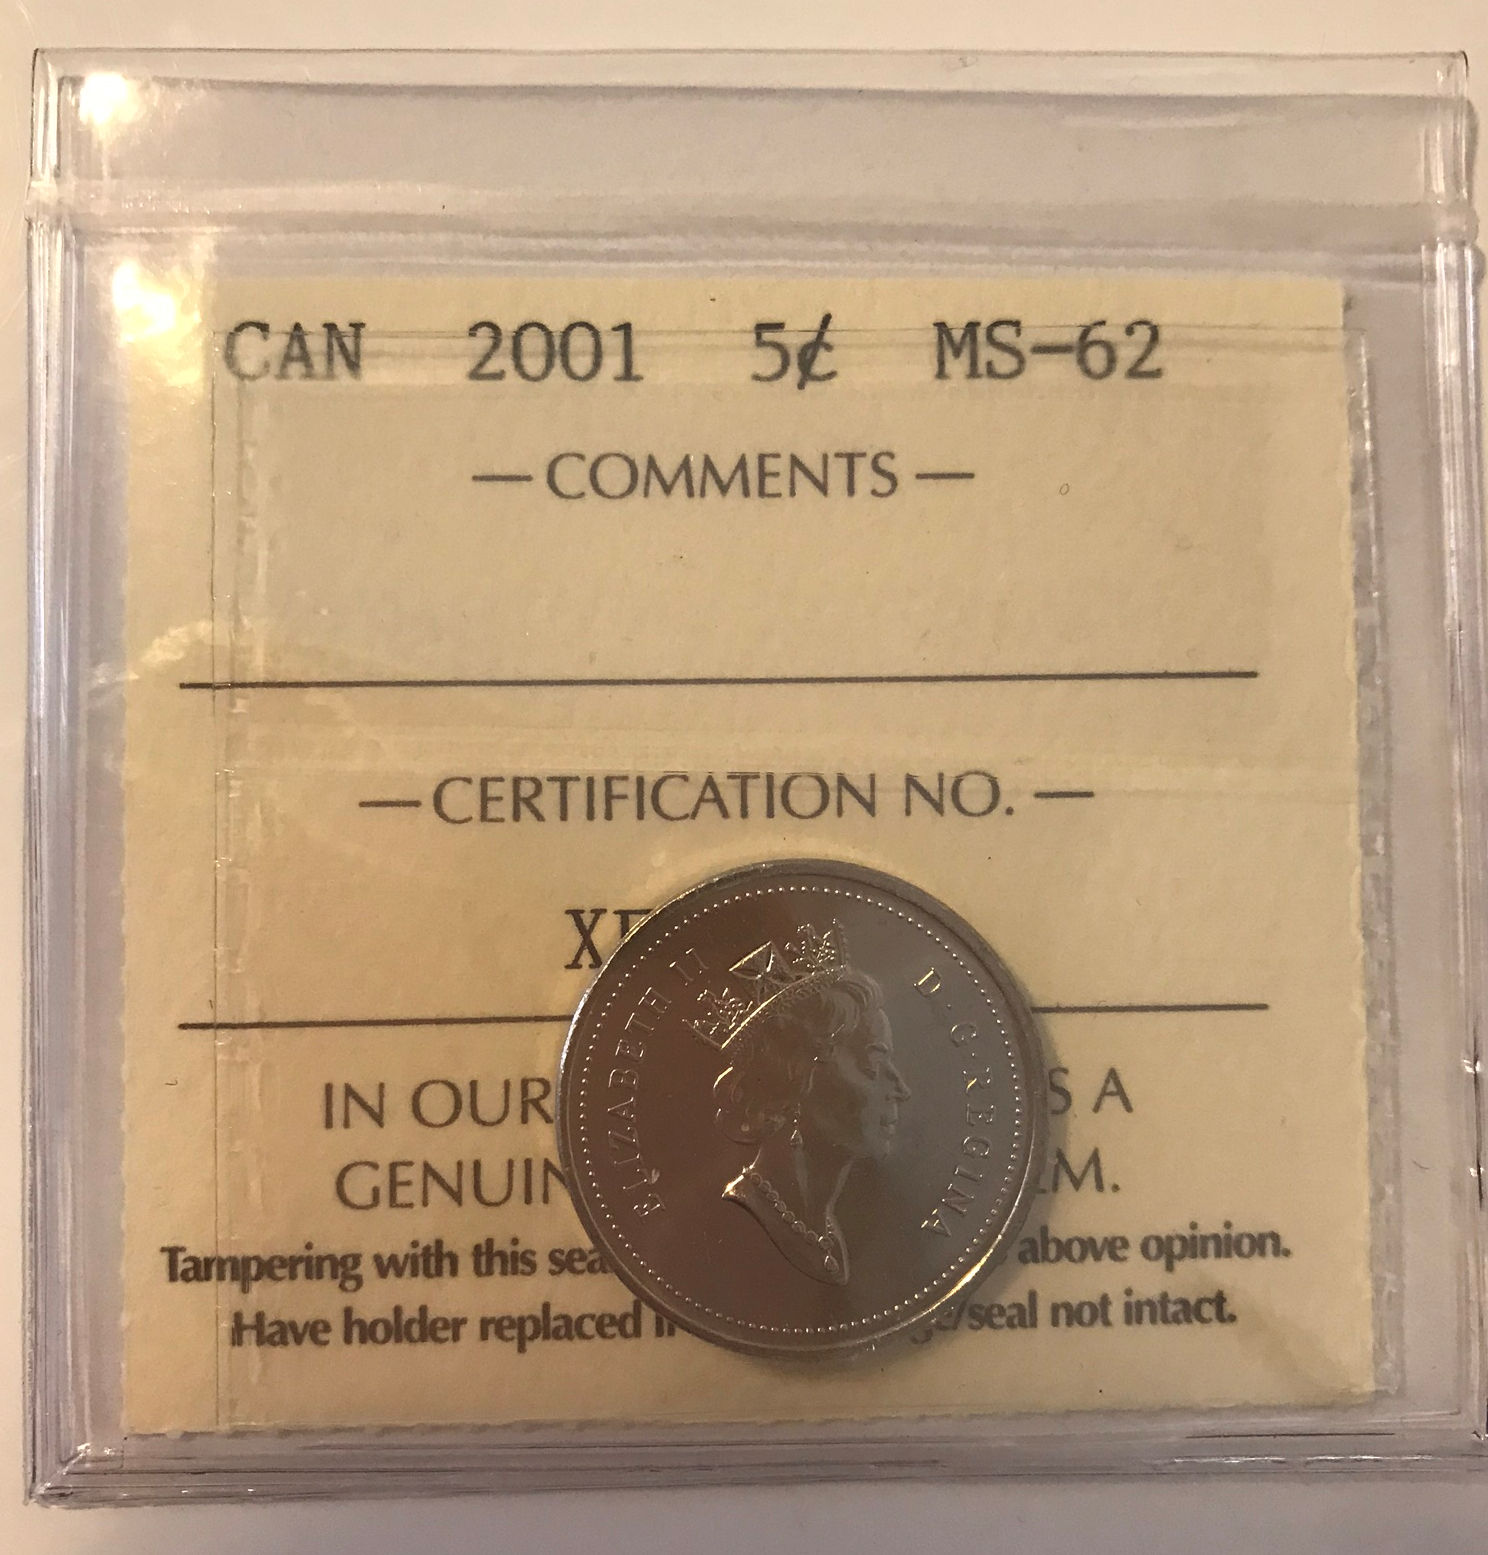 CAN 2001 5¢ MS-62
— COMMENTS —
— CERTIFICATION NO. —
ELIZABETH II D·G·REGINA
IN OUR S A
GENUIN EM.
Tampering with this sea above opinion.
Have holder replaced /seal not intact.